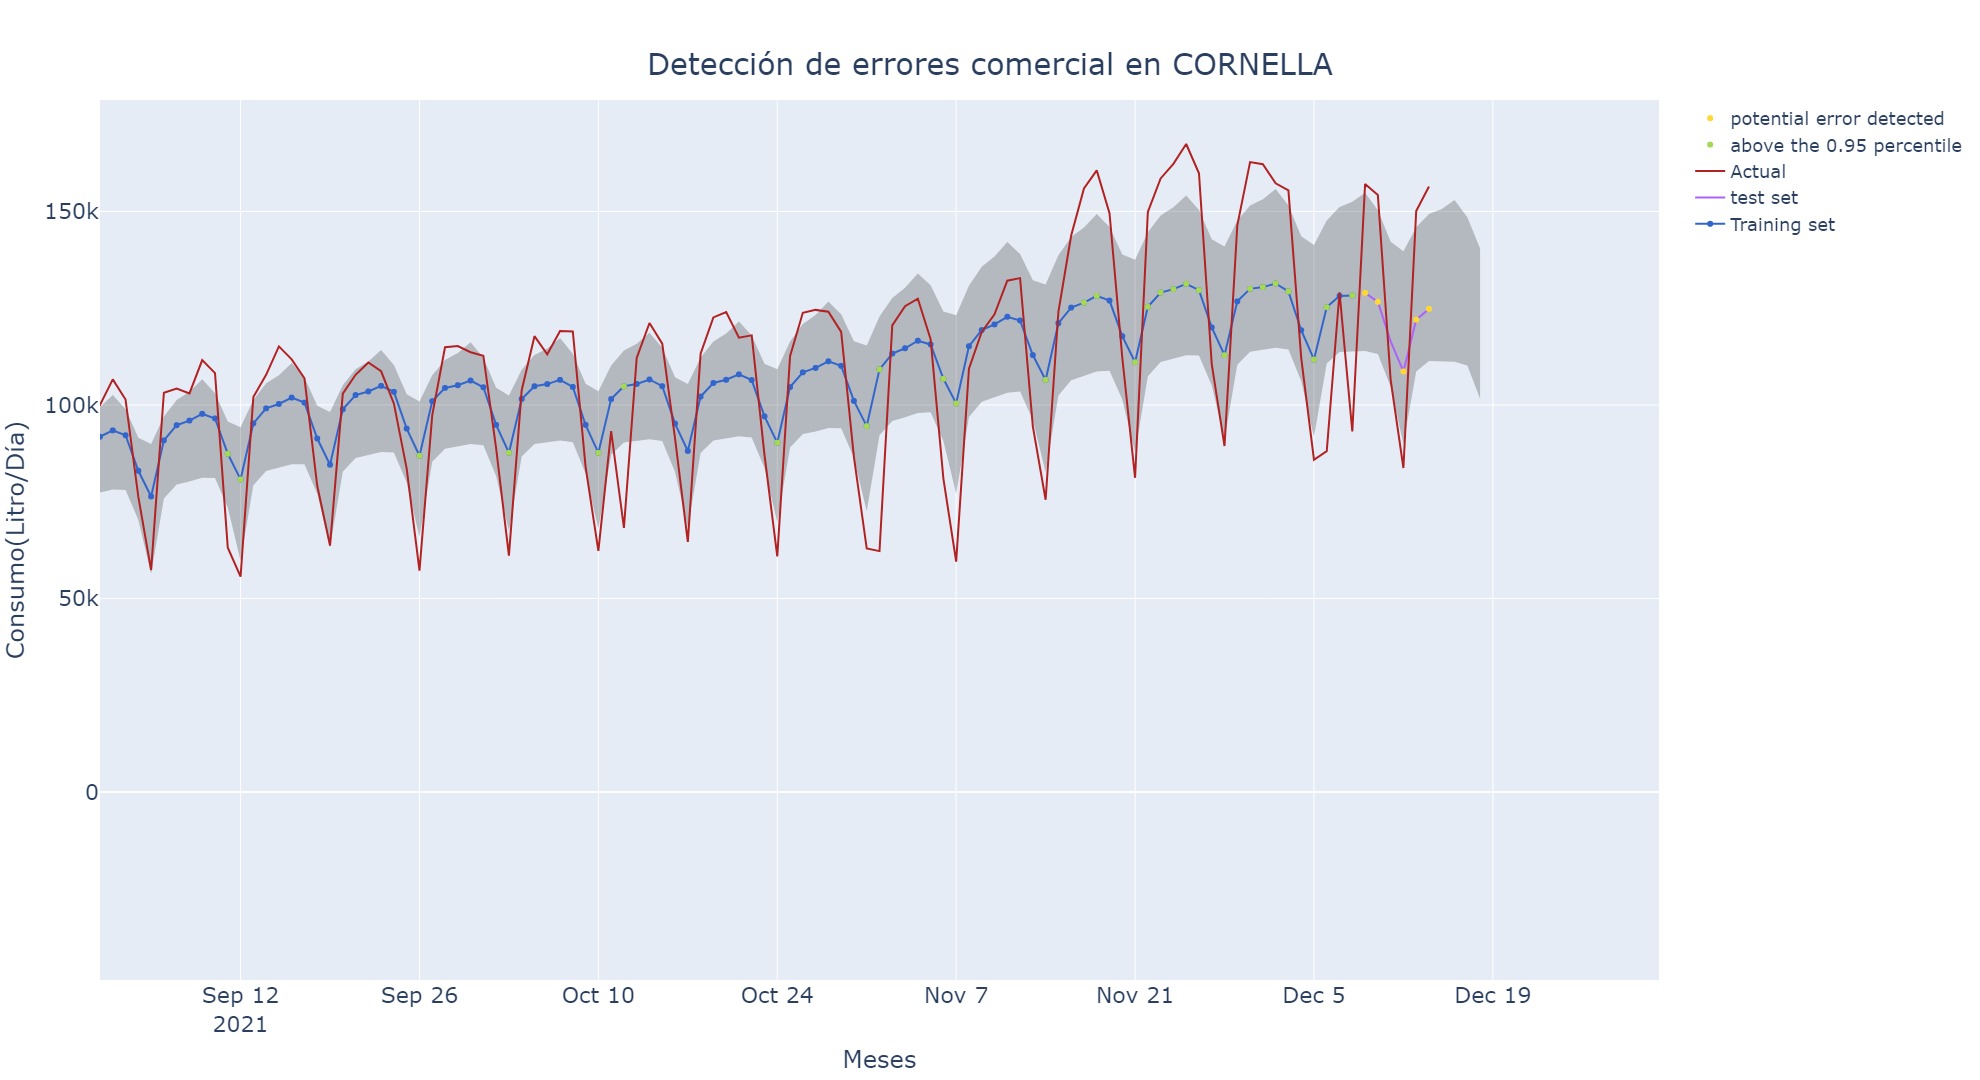 Detección de errores comercial en CORNELLA
potential error detected
above the 0.95 percentile
Actual
test set
Training set
150k
100k
50k
0
Consumo(Litro/Día)
Sep 12
2021
Sep 26
Oct 10
Oct 24
Nov 7
Nov 21
Dec 5
Dec 19
Meses